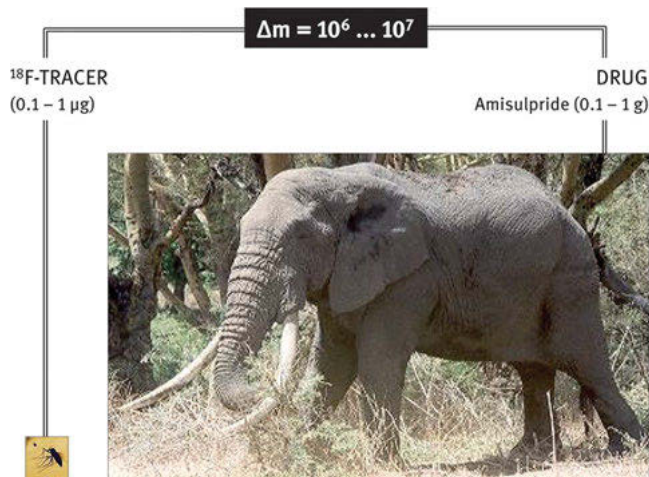 Δm = 10⁶ ... 10⁷
¹⁸F-TRACER
(0.1 – 1 µg)
DRUG
Amisulpride (0.1 – 1 g)